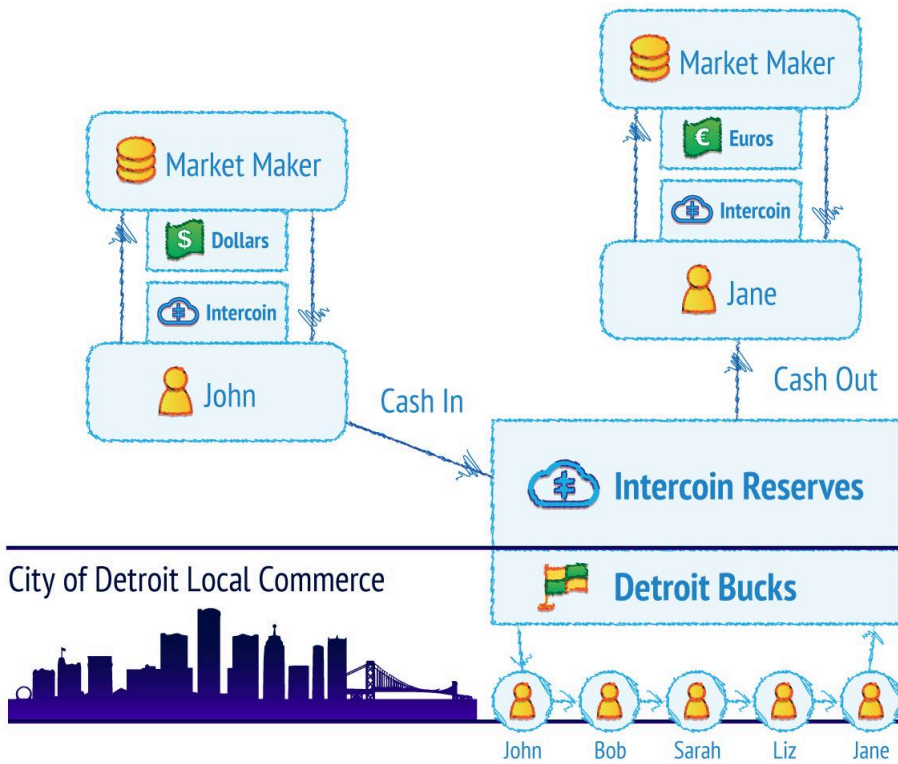 Market Maker
$ Dollars
Intercoin
John
Cash In
Market Maker
€ Euros
Intercoin
Jane
Cash Out
Intercoin Reserves
City of Detroit Local Commerce
Detroit Bucks
John Bob Sarah Liz Jane